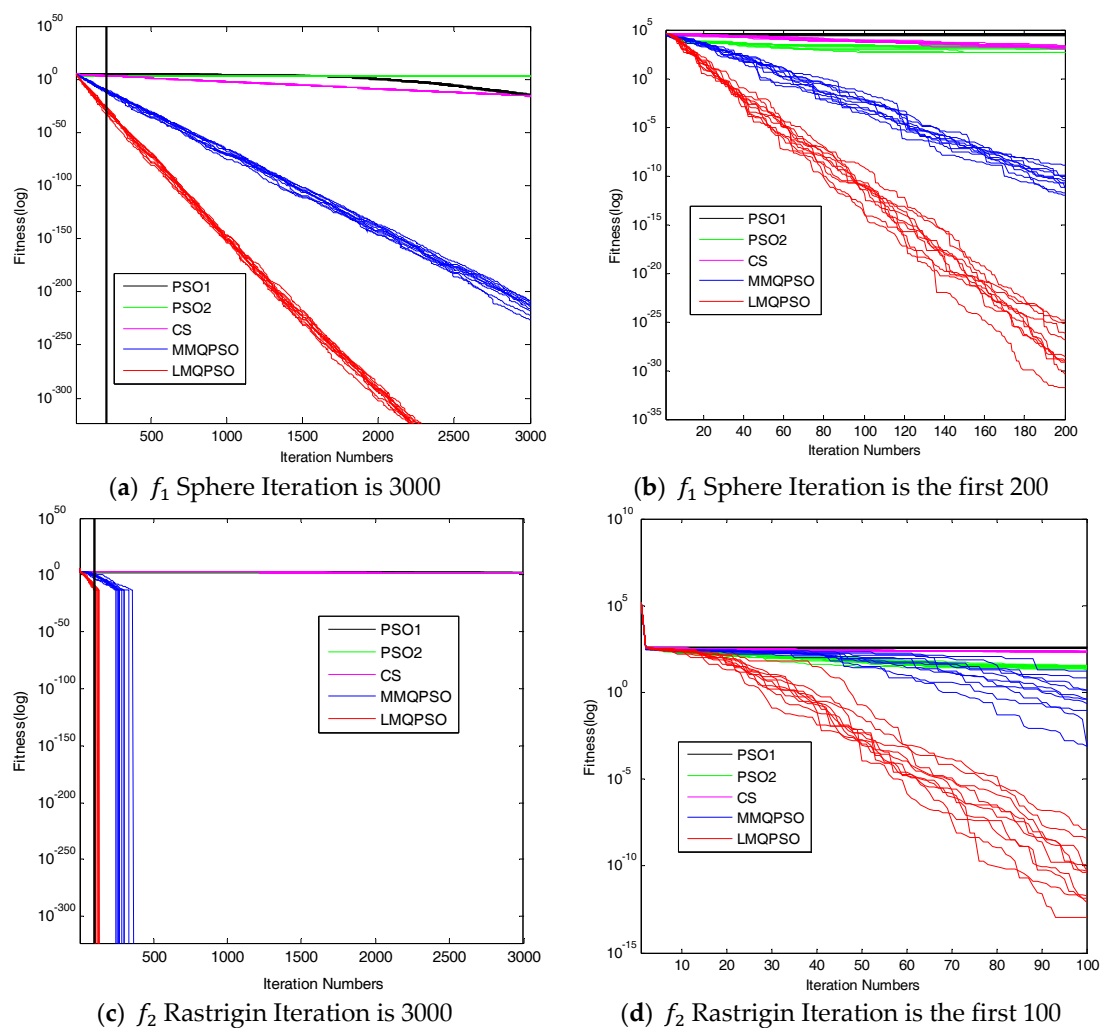 10^50
10^0
10^-50
10^-100
10^-150
10^-200
10^-250
10^-300
Fitness(log)
PSO1
PSO2
CS
MMQPSO
LMQPSO
500 1000 1500 2000 2500 3000
Iteration Numbers
(a) f1 Sphere Iteration is 3000
10^5
10^0
10^-5
10^-10
10^-15
10^-20
10^-25
10^-30
10^-35
Fitness(log)
PSO1
PSO2
CS
MMQPSO
LMQPSO
20 40 60 80 100 120 140 160 180 200
Iteration Numbers
(b) f1 Sphere Iteration is the first 200
10^50
10^0
10^-50
10^-100
10^-150
10^-200
10^-250
10^-300
Fitness(log)
PSO1
PSO2
CS
MMQPSO
LMQPSO
500 1000 1500 2000 2500 3000
Iteration Numbers
(c) f2 Rastrigin Iteration is 3000
10^10
10^5
10^0
10^-5
10^-10
10^-15
Fitness(log)
PSO1
PSO2
CS
MMQPSO
LMQPSO
10 20 30 40 50 60 70 80 90 100
Iteration Numbers
(d) f2 Rastrigin Iteration is the first 100